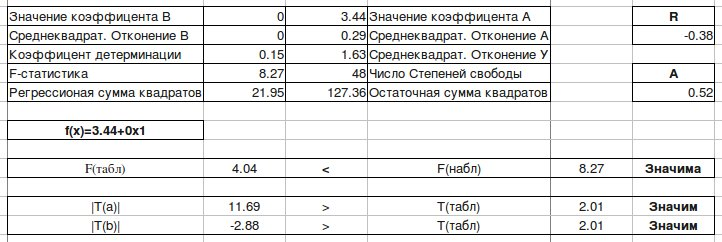 Значение коэффицента В 0 3.44 Значение коэффицента А R
Среднеквадрат. Отконение В 0 0.29 Среднеквадрат. Отконение А -0.38
Коэффицент детерминации 0.15 1.63 Среднеквадрат. Отконение У
F-статистика 8.27 48 Число Степеней свободы А
Регрессионая сумма квадратов 21.95 127.36 Остаточная сумма квадратов 0.52
f(x)=3.44+0x1
F(табл) 4.04 < F(набл) 8.27 Значима
|T(a)| 11.69 > T(табл) 2.01 Значим
|T(b)| -2.88 > T(табл) 2.01 Значим